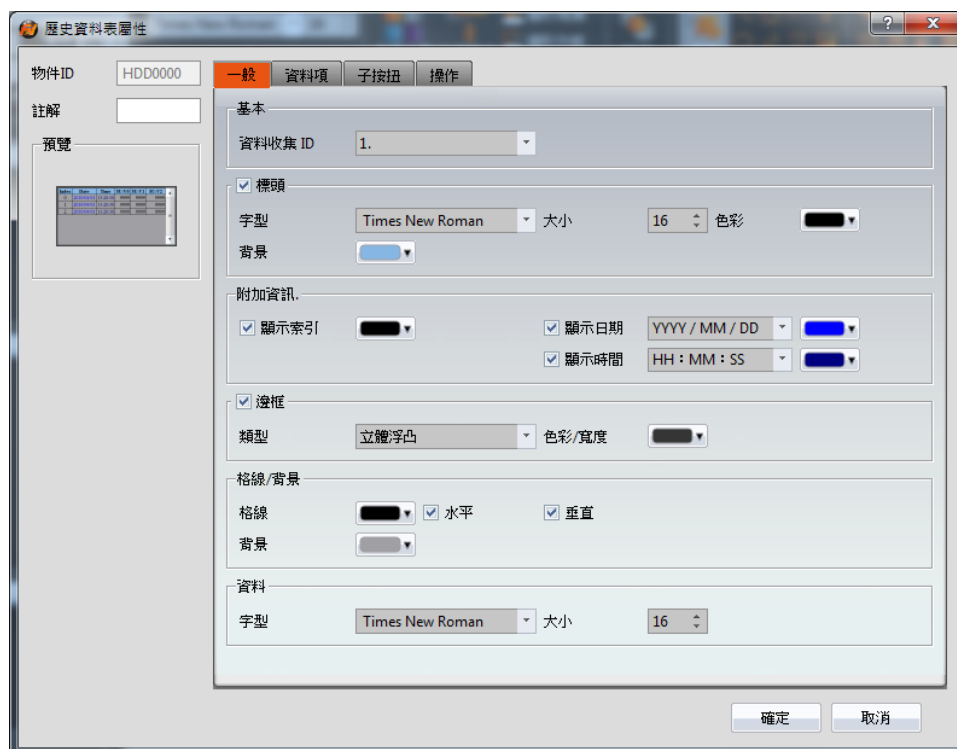 歷史資料表屬性
物件ID HDD0000
註解
預覽
Index Date Time
一般 資料項 子按扭 操作
基本
資料收集 ID 1.
標頭
字型 Times New Roman 大小 16 色彩
背景
附加資訊.
顯示索引 顯示日期 YYYY / MM / DD
顯示時間 HH：MM：SS
邊框
類型 立體浮凸 色彩/寬度
格線/背景
格線 水平 垂直
背景
資料
字型 Times New Roman 大小 16
確定 取消